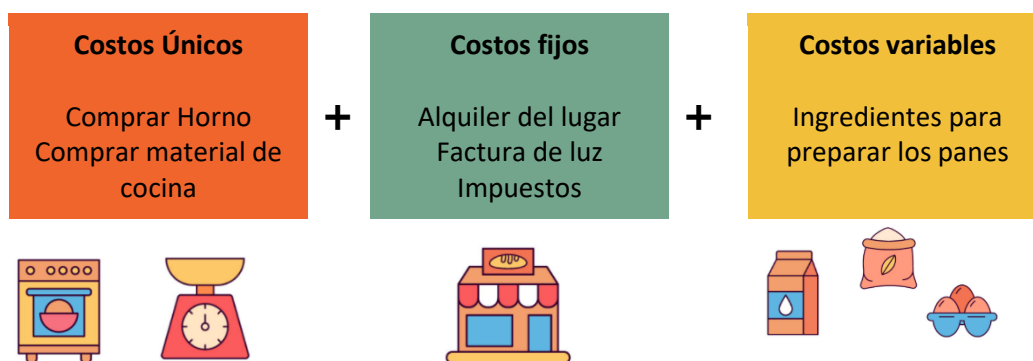 Costos Únicos
Comprar Horno
Comprar material de
cocina
+
Costos fijos
Alquiler del lugar
Factura de luz
Impuestos
+
Costos variables
Ingredientes para
preparar los panes